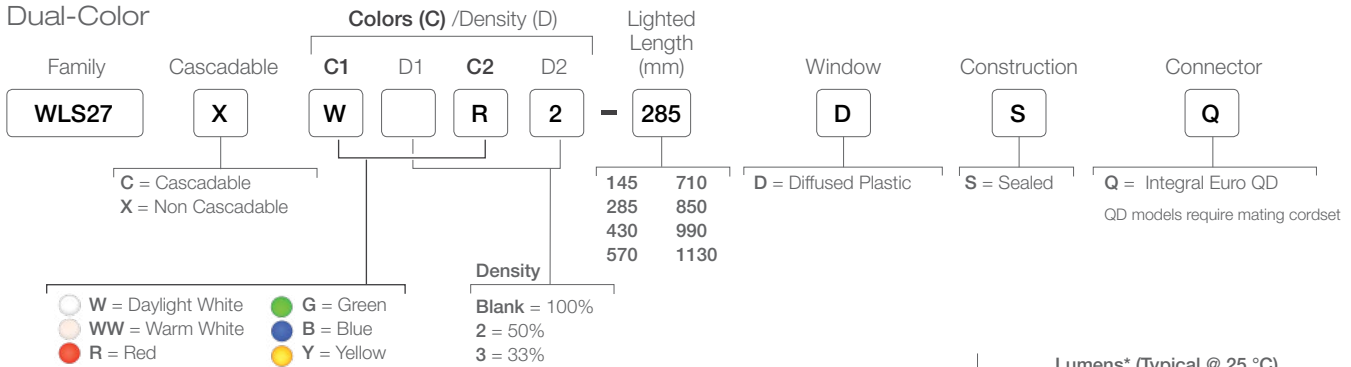 Dual-Color
Colors (C) /Density (D)
Lighted
Length
(mm)
Family
Cascadable
C1
D1
C2
D2
Window
Construction
Connector
WLS27
X
W
R
2
–
285
D
S
Q
C = Cascadable
X = Non Cascadable
145 710
285 850
430 990
570 1130
D = Diffused Plastic
S = Sealed
Q = Integral Euro QD
QD models require mating cordset
W = Daylight White
WW = Warm White
R = Red
G = Green
B = Blue
Y = Yellow
Density
Blank = 100%
2 = 50%
3 = 33%
Lumens* (Typical @ 25 °C)